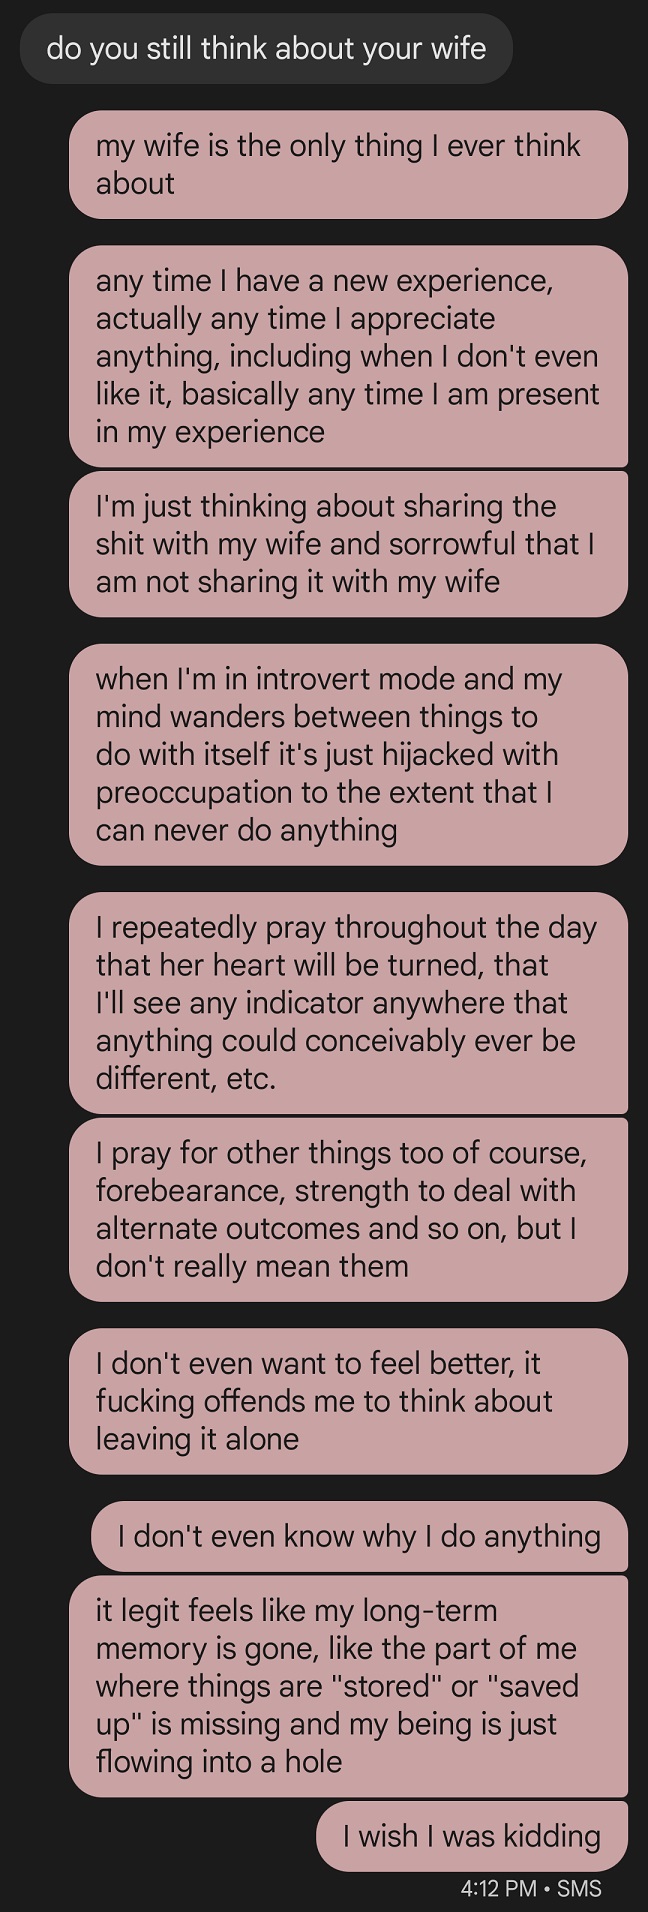 do you still think about your wife
my wife is the only thing I ever think
about
any time I have a new experience,
actually any time I appreciate
anything, including when I don't even
like it, basically any time I am present
in my experience
I'm just thinking about sharing the
shit with my wife and sorrowful that I
am not sharing it with my wife
when I'm in introvert mode and my
mind wanders between things to
do with itself it's just hijacked with
preoccupation to the extent that I
can never do anything
I repeatedly pray throughout the day
that her heart will be turned, that
I'll see any indicator anywhere that
anything could conceivably ever be
different, etc.
I pray for other things too of course,
forebearance, strength to deal with
alternate outcomes and so on, but I
don't really mean them
I don't even want to feel better, it
fucking offends me to think about
leaving it alone
I don't even know why I do anything
it legit feels like my long-term
memory is gone, like the part of me
where things are "stored" or "saved
up" is missing and my being is just
flowing into a hole
I wish I was kidding
4:12 PM • SMS